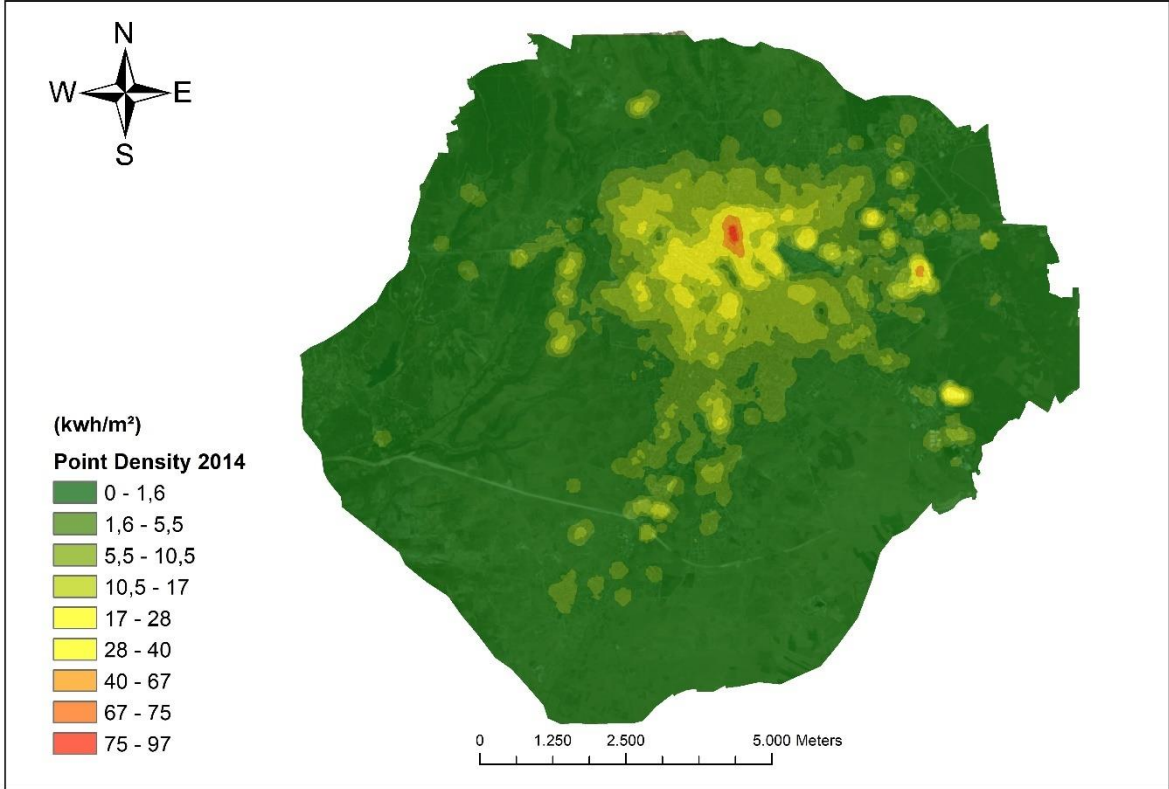 N
W E
S
(kwh/m²)
Point Density 2014
0 - 1,6
1,6 - 5,5
5,5 - 10,5
10,5 - 17
17 - 28
28 - 40
40 - 67
67 - 75
75 - 97
0 1.250 2.500 5.000 Meters